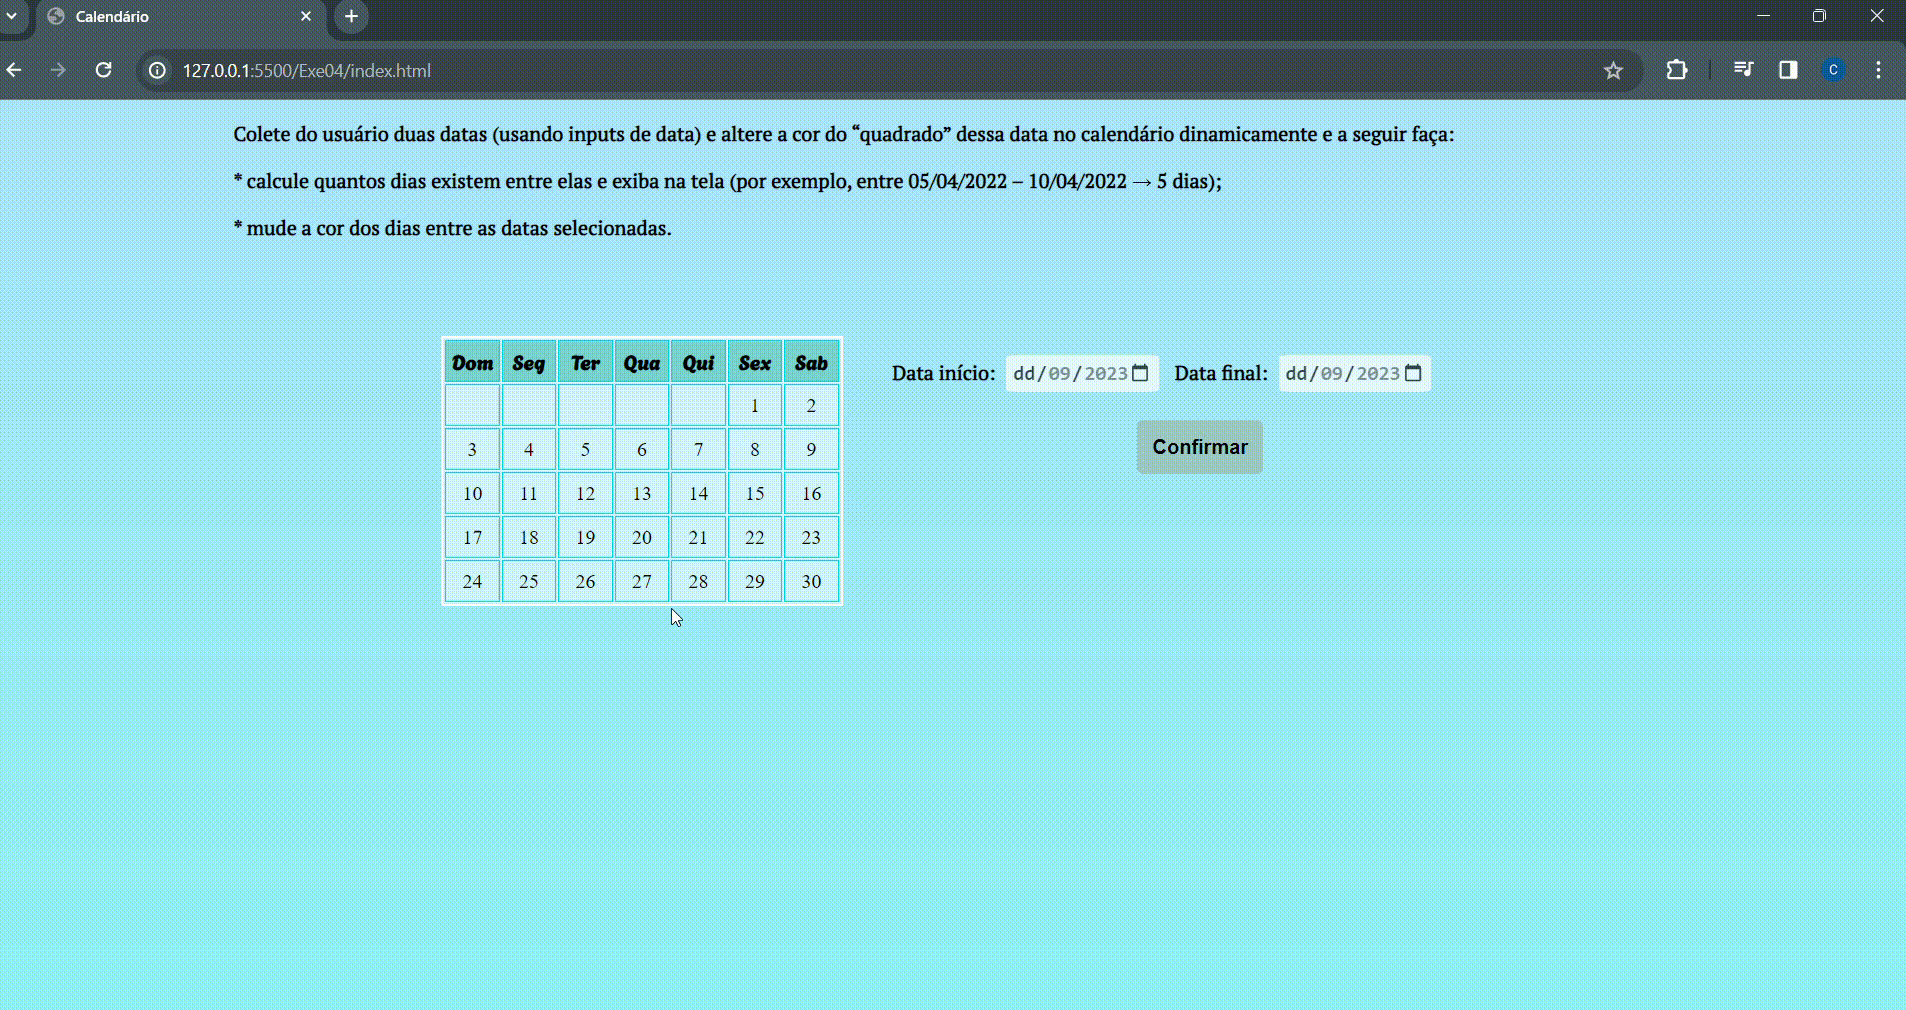 Calendário
127.0.0.1:5500/Exe04/index.html
C
Colete do usuário duas datas (usando inputs de data) e altere a cor do “quadrado” dessa data no calendário dinamicamente e a seguir faça:
* calcule quantos dias existem entre elas e exiba na tela (por exemplo, entre 05/04/2022 – 10/04/2022 → 5 dias);
* mude a cor dos dias entre as datas selecionadas.
Dom Seg Ter Qua Qui Sex Sab
1 2
3 4 5 6 7 8 9
10 11 12 13 14 15 16
17 18 19 20 21 22 23
24 25 26 27 28 29 30
Data início: dd/09/2023 Data final: dd/09/2023
Confirmar